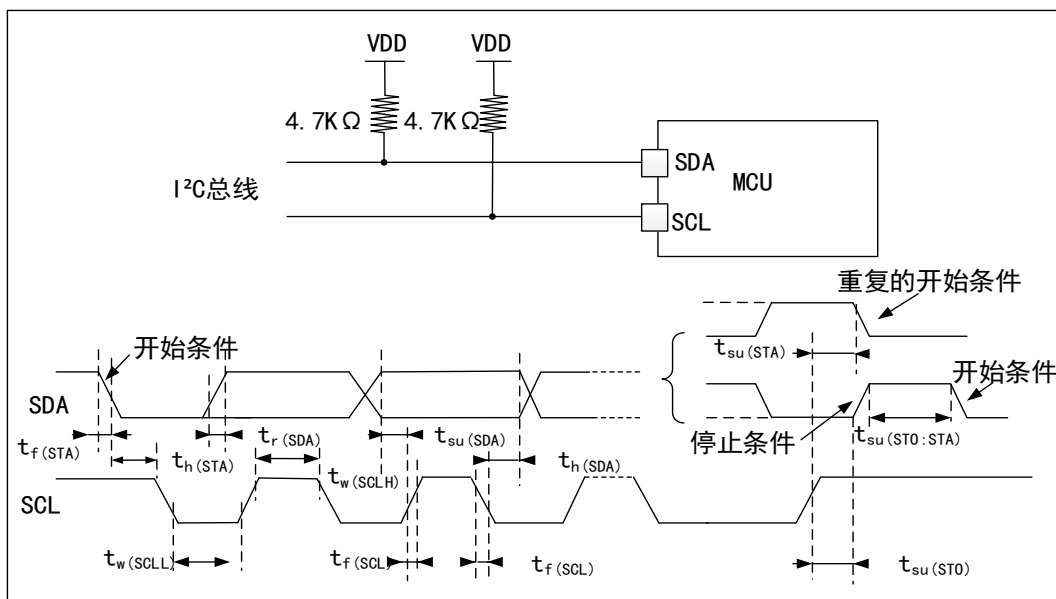 VDD VDD
4.7KΩ 4.7KΩ
SDA
MCU
I²C总线
SCL
重复的开始条件
开始条件
tsu(STA)
开始条件
SDA
停止条件
tf(STA)
th(STA)
tr(SDA)
tsu(SDA)
tsu(STO:STA)
tw(SCLH)
th(SDA)
SCL
tw(SCLL)
tf(SCL)
tf(SCL)
tsu(STO)